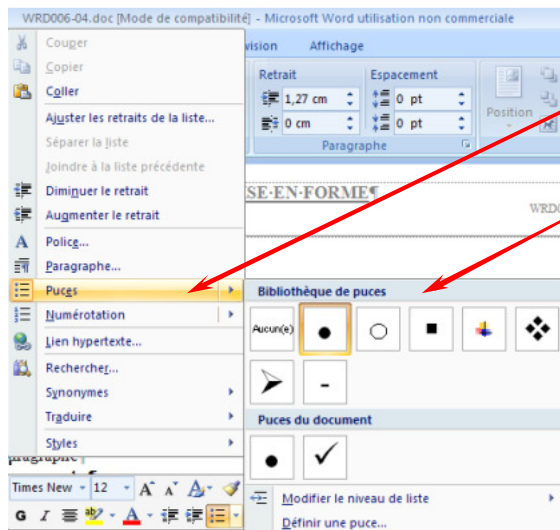 WRD006-04.doc [Mode de compatibilité] - Microsoft Word utilisation non commerciale
Couper
Copier
Coller
Ajuster les retraits de la liste...
Séparer la liste
Joindre à la liste précédente
Diminuer le retrait
Augmenter le retrait
Police...
Paragraphe...
Puces
Numérotation
Lien hypertexte...
Rechercher...
Synonymes
Traduire
Styles
vision Affichage
Retrait Espacement
1,27 cm 0 pt
0 cm 0 pt
Position
Paragraphe
SE·EN·FORME¶
WRD0
Bibliothèque de puces
Aucun(e)
Puces du document
Modifier le niveau de liste
Définir une puce...
paragraphe¶
Times New 12 A A A
G I ab A